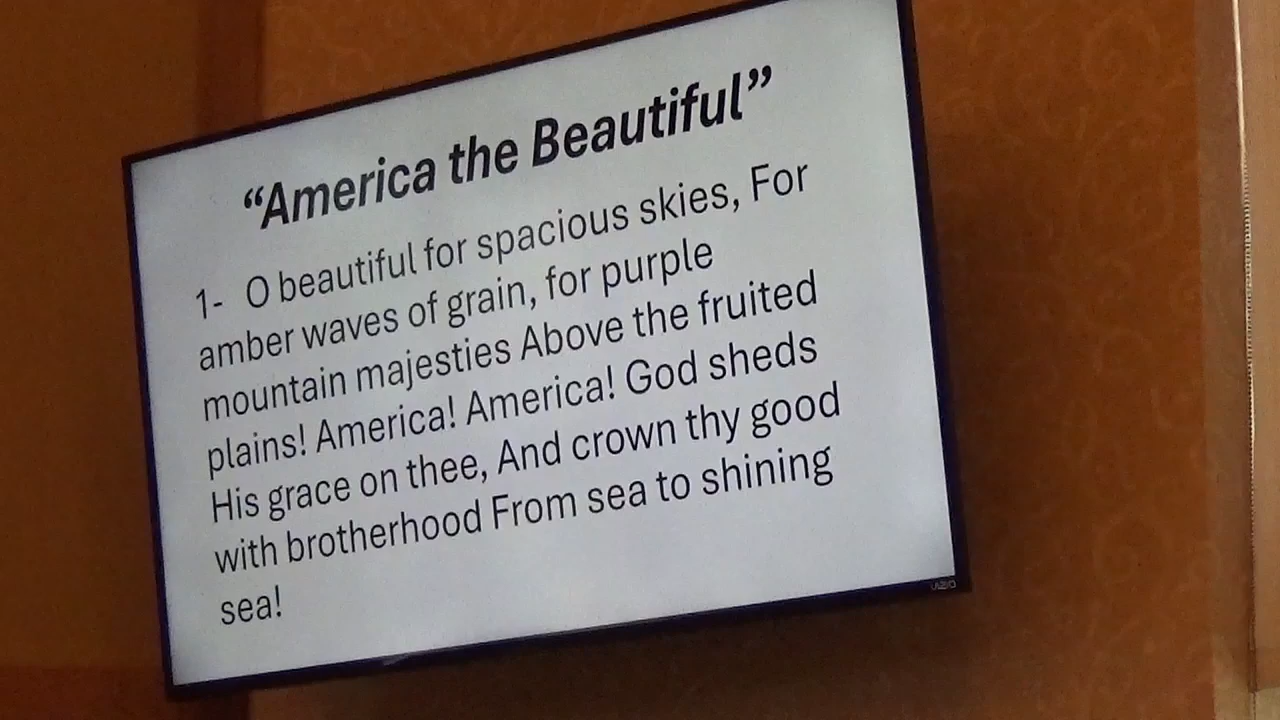 “America the Beautiful”
1- O beautiful for spacious skies, For
amber waves of grain, for purple
mountain majesties Above the fruited
plains! America! America! God sheds
His grace on thee, And crown thy good
with brotherhood From sea to shining
sea!
VIZIO